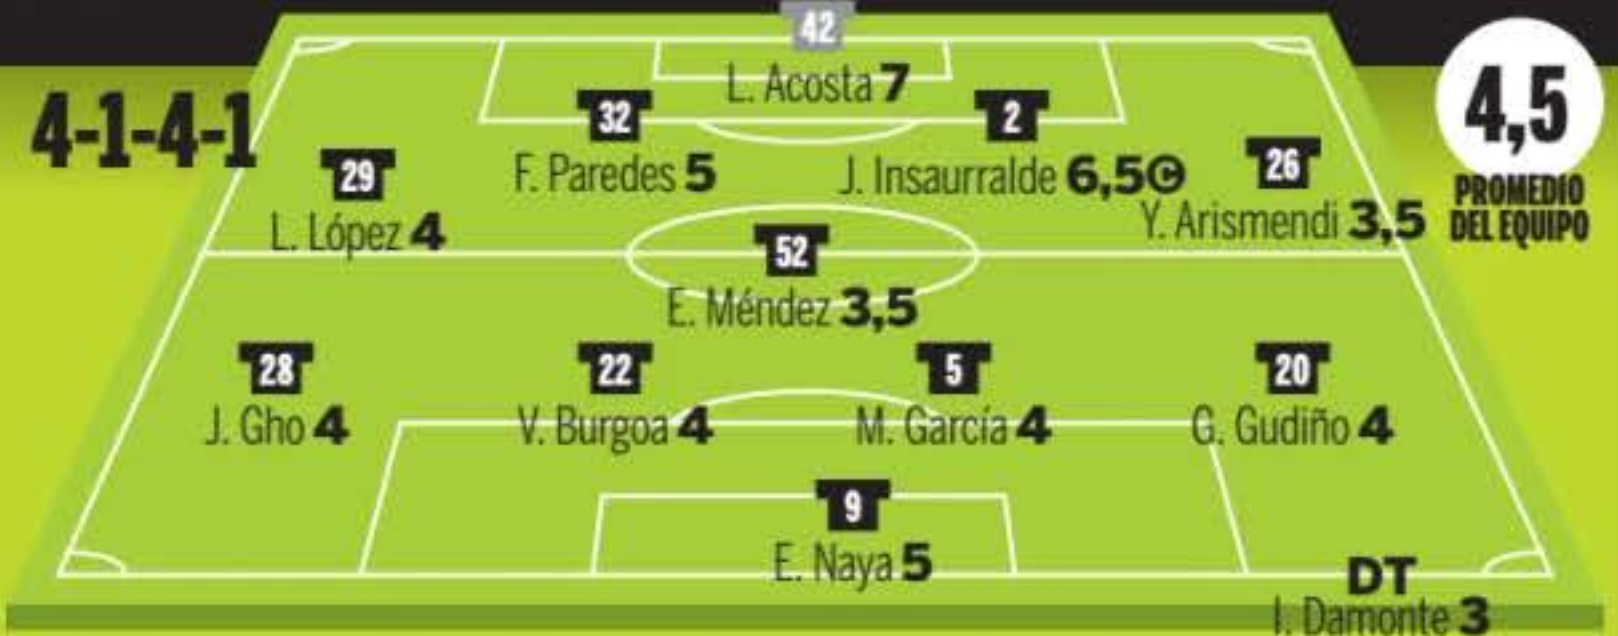 42
L. Acosta 7
4-1-4-1
32
F. Paredes 5
2
J. Insaurralde 6,5 ©
4,5
PROMEDIO
DEL EQUIPO
29
L. López 4
26
Y. Arismendi 3,5
52
E. Méndez 3,5
28
J. Gho 4
22
V. Burgoa 4
5
M. García 4
20
G. Gudiño 4
9
E. Naya 5
DT
I. Damonte 3